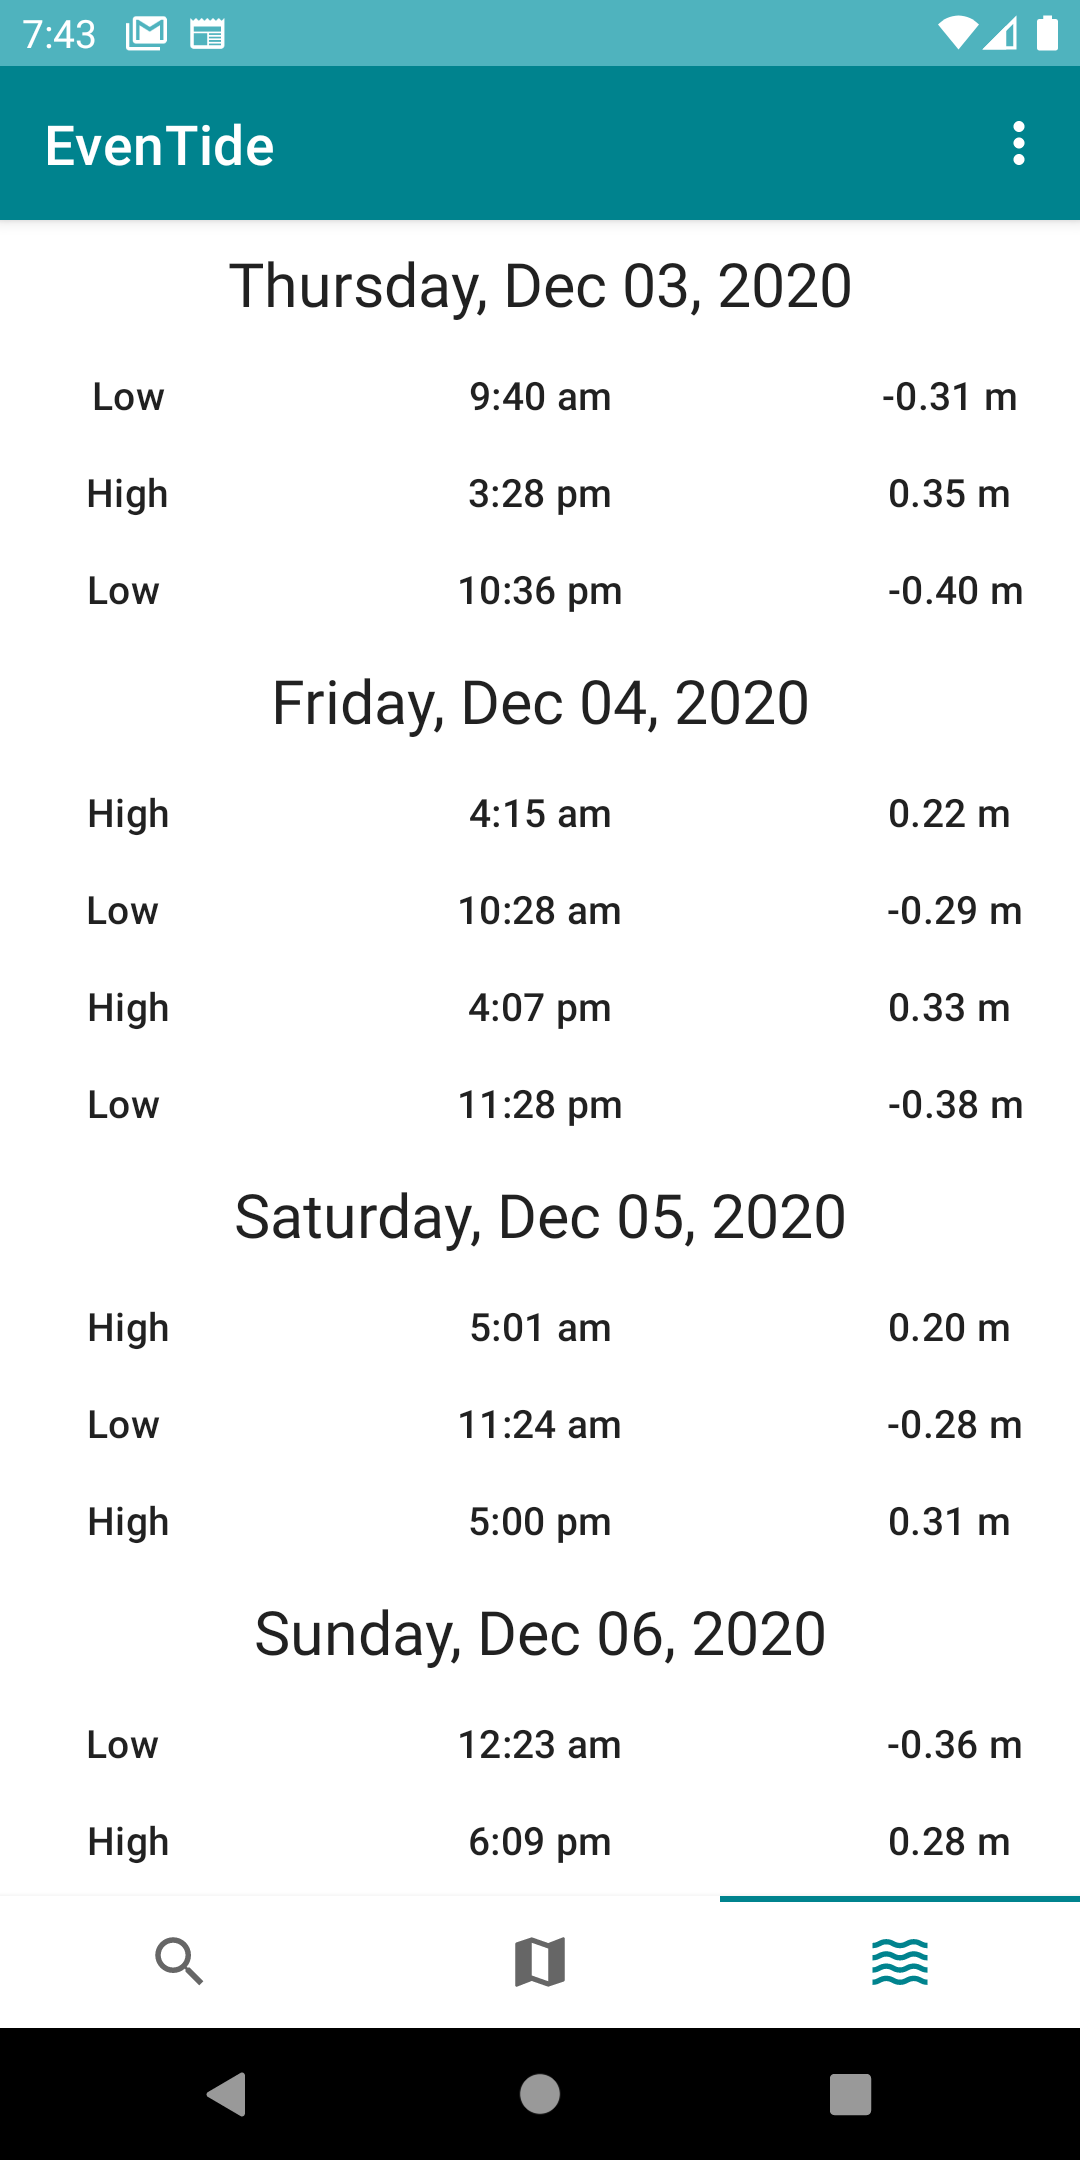 7:43
EvenTide
Thursday, Dec 03, 2020
Low 9:40 am -0.31 m
High 3:28 pm 0.35 m
Low 10:36 pm -0.40 m
Friday, Dec 04, 2020
High 4:15 am 0.22 m
Low 10:28 am -0.29 m
High 4:07 pm 0.33 m
Low 11:28 pm -0.38 m
Saturday, Dec 05, 2020
High 5:01 am 0.20 m
Low 11:24 am -0.28 m
High 5:00 pm 0.31 m
Sunday, Dec 06, 2020
Low 12:23 am -0.36 m
High 6:09 pm 0.28 m